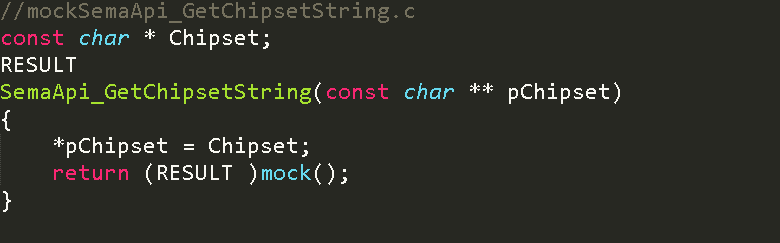 //mockSemaApi_GetChipsetString.c
const char * Chipset;
RESULT
SemaApi_GetChipsetString(const char ** pChipset)
{
    *pChipset = Chipset;
    return (RESULT )mock();
}